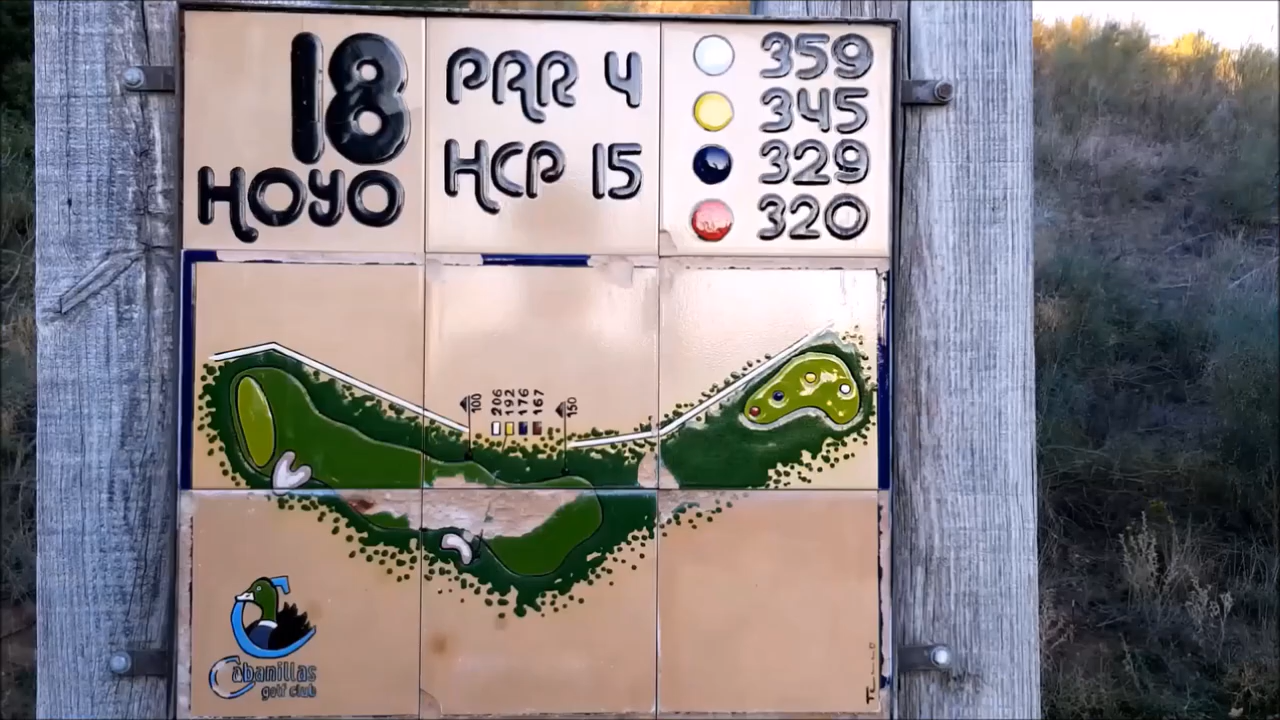 18
HOYO
PAR 4
HCP 15
359
345
329
320
100
206
192
176
167
150
Cabanillas
golf club